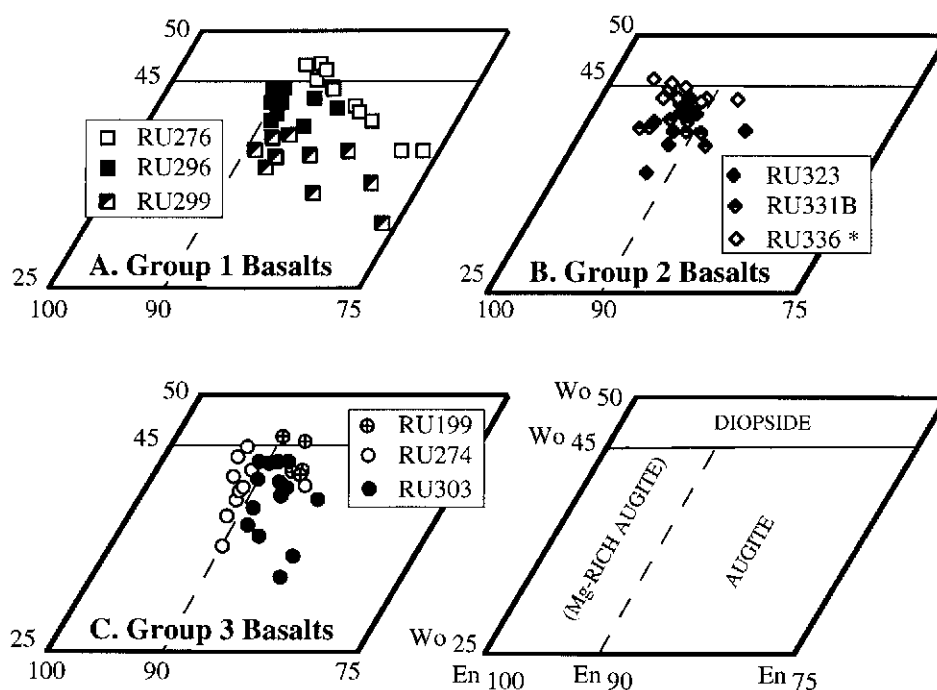 50
45
RU276
RU296
RU299
A. Group 1 Basalts
25
100 90 75
50
45
RU323
RU331B
RU336 *
B. Group 2 Basalts
25
100 90 75
50
45
RU199
RU274
RU303
C. Group 3 Basalts
25
100 90 75
Wo 50
DIOPSIDE
Wo 45
(Mg-RICH AUGITE)
AUGITE
Wo 25
En 100 En 90 En 75